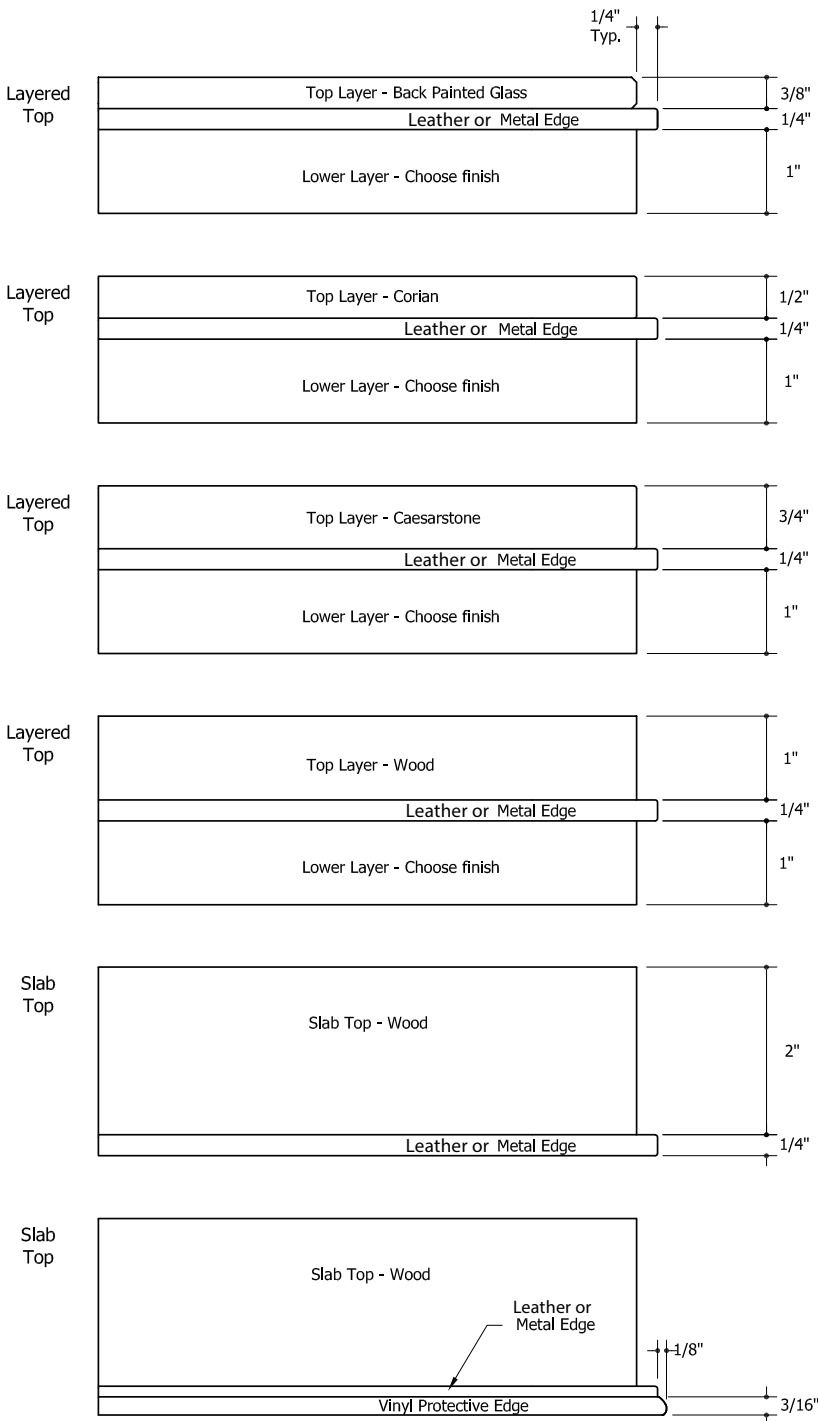 1/4"
Typ.
Layered
Top
Top Layer - Back Painted Glass
3/8"
Leather or Metal Edge
1/4"
Lower Layer - Choose finish
1"
Layered
Top
Top Layer - Corian
1/2"
Leather or Metal Edge
1/4"
Lower Layer - Choose finish
1"
Layered
Top
Top Layer - Caesarstone
3/4"
Leather or Metal Edge
1/4"
Lower Layer - Choose finish
1"
Layered
Top
Top Layer - Wood
1"
Leather or Metal Edge
1/4"
Lower Layer - Choose finish
1"
Slab
Top
Slab Top - Wood
2"
Leather or Metal Edge
1/4"
Slab
Top
Slab Top - Wood
Leather or
Metal Edge
1/8"
Vinyl Protective Edge
3/16"